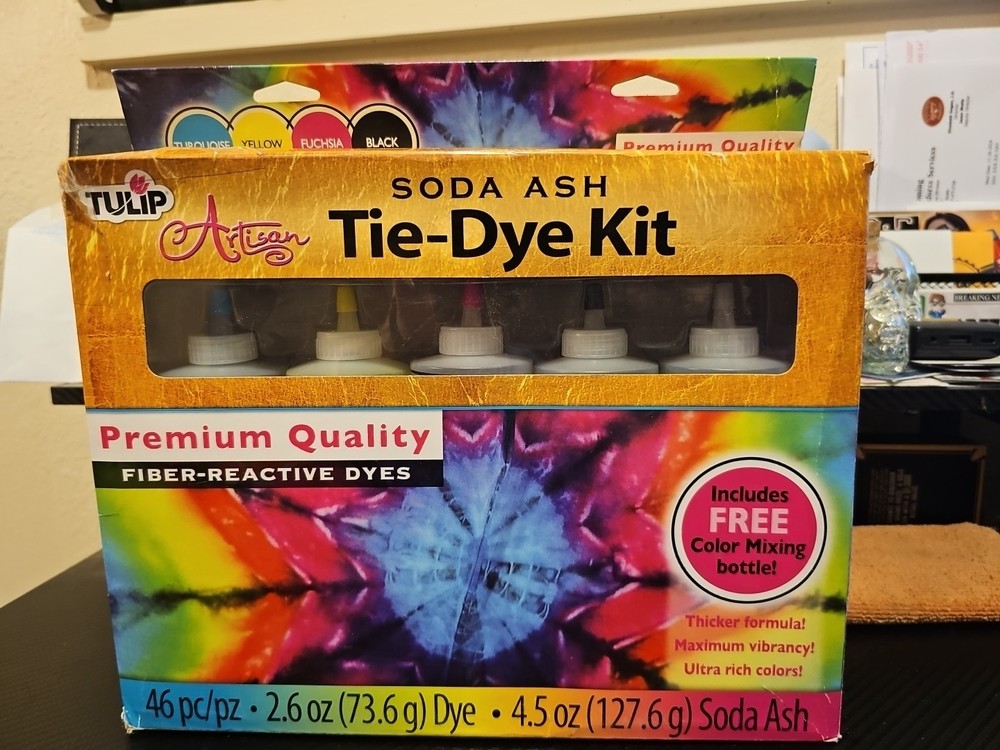 TURQUOISE YELLOW FUCHSIA BLACK
Premium Quality
TULIP
Artisan
SODA ASH
Tie-Dye Kit
Premium Quality
FIBER-REACTIVE DYES
Includes
FREE
Color Mixing
bottle!
Thicker formula!
Maximum vibrancy!
Ultra rich colors!
46 pc/pz • 2.6 oz (73.6 g) Dye • 4.5 oz (127.6 g) Soda Ash